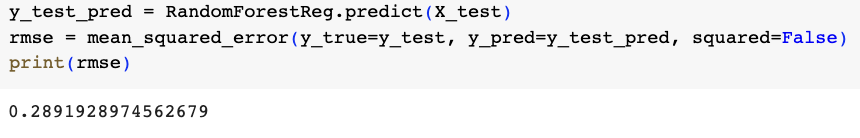 y_test_pred = RandomForestReg.predict(X_test)
rmse = mean_squared_error(y_true=y_test, y_pred=y_test_pred, squared=False)
print(rmse)
0.2891928974562679